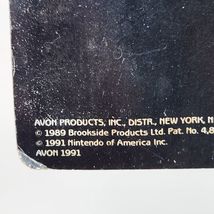 AVON PRODUCTS, INC., DISTR., NEW YORK, N
© 1989 Brookside Products Ltd. Pat. No. 4,8
© 1991 Nintendo of America Inc.
AVON 1991